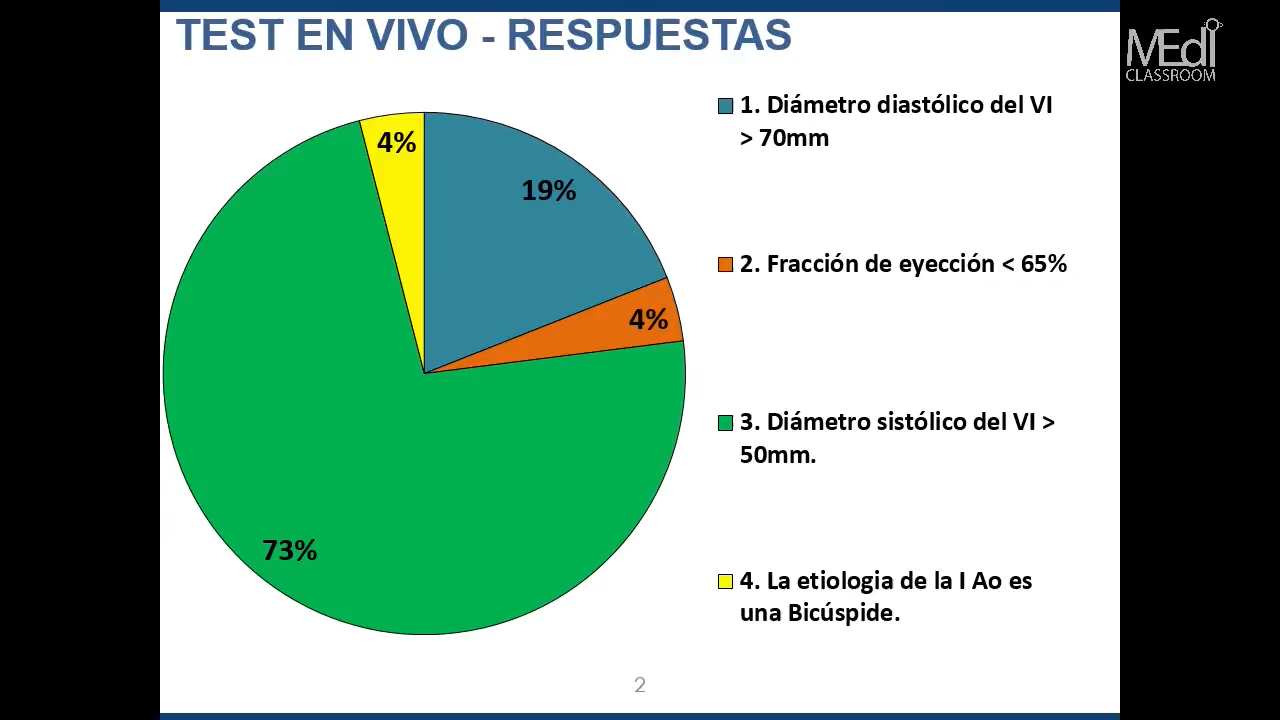 TEST EN VIVO - RESPUESTAS
MEdI
CLASSROOM
4%
19%
4%
73%
1. Diámetro diastólico del VI
> 70mm
2. Fracción de eyección < 65%
3. Diámetro sistólico del VI >
50mm.
4. La etiologia de la I Ao es
una Bicúspide.
2